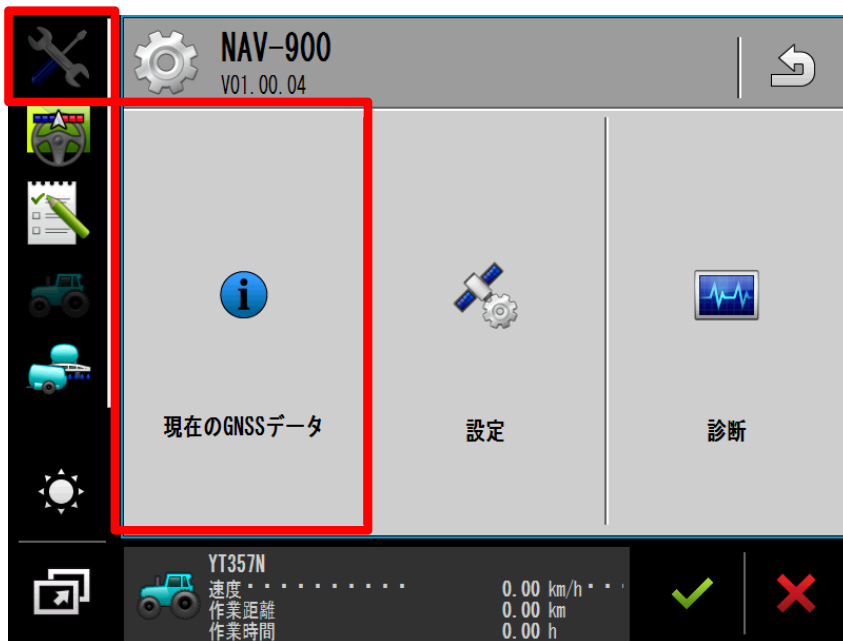 NAV-900
V01.00.04
現在のGNSSデータ
設定
診断
YT357N
速度・・・・・・・・・・ 0.00 km/h・・・
作業距離 0.00 km
作業時間 0.00 h